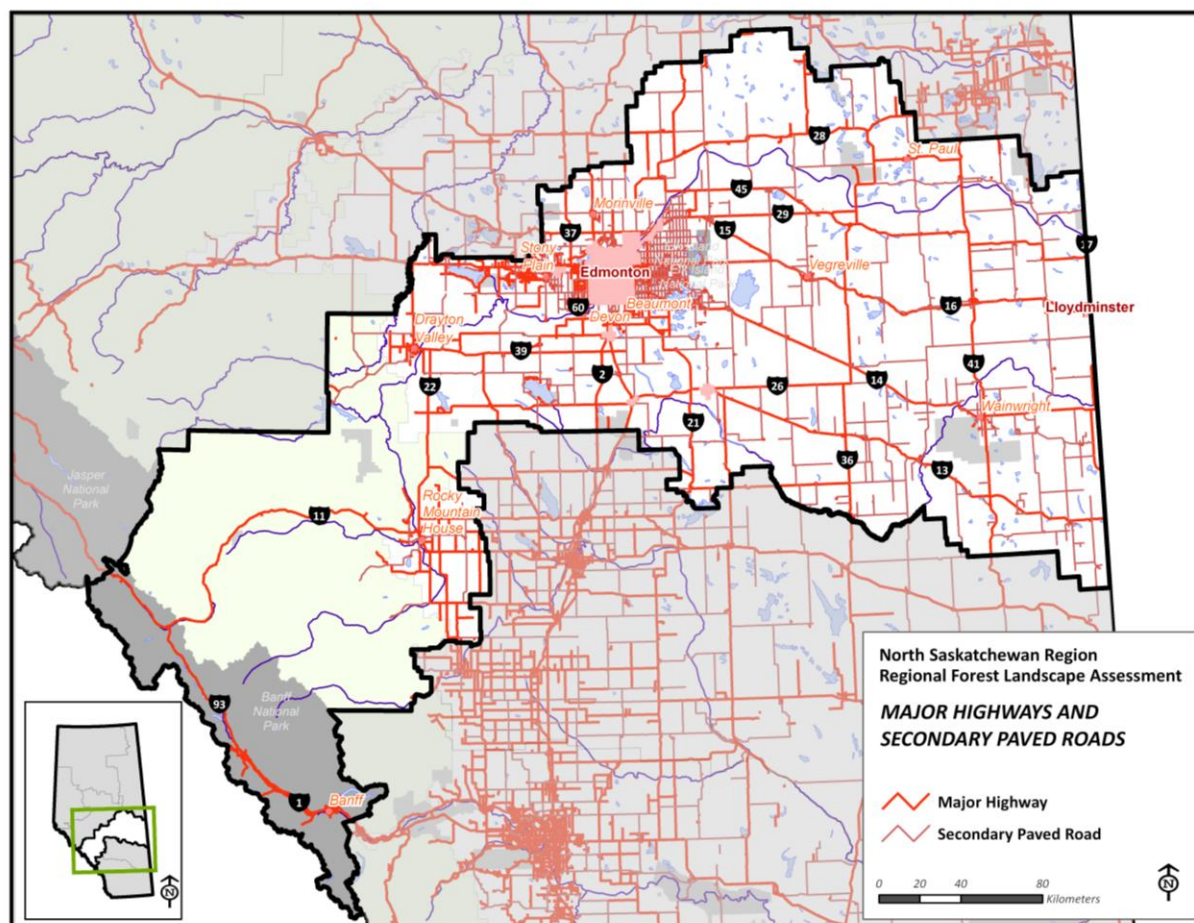 28
St. Paul
45
Morinville
29
37
15
17
Stony
Plain
Edmonton
Vegreville
60
Beaumont
16
Lloydminster
Devon
Drayton
Valley
39
41
2
14
22
26
Wainwright
21
36
13
Jasper
National
Park
Rocky
Mountain
House
11
93
Banff
National
Park
1
Banff
North Saskatchewan Region
Regional Forest Landscape Assessment
MAJOR HIGHWAYS AND
SECONDARY PAVED ROADS
Major Highway
Secondary Paved Road
0 20 40 80
Kilometers
N
N